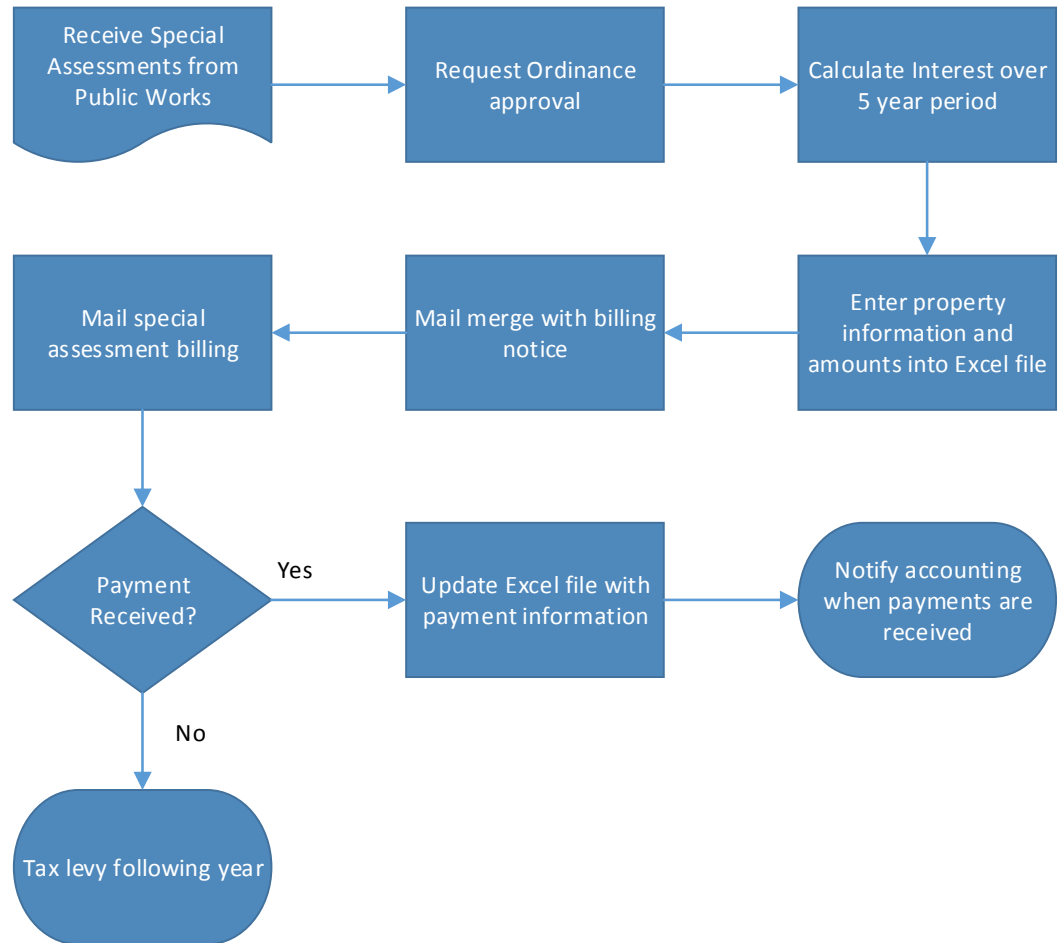 Receive Special
Assessments from
Public Works
Request Ordinance
approval
Calculate Interest over
5 year period
Mail special
assessment billing
Mail merge with billing
notice
Enter property
information and
amounts into Excel file
Payment
Received?
Yes
Update Excel file with
payment information
Notify accounting
when payments are
received
No
Tax levy following year